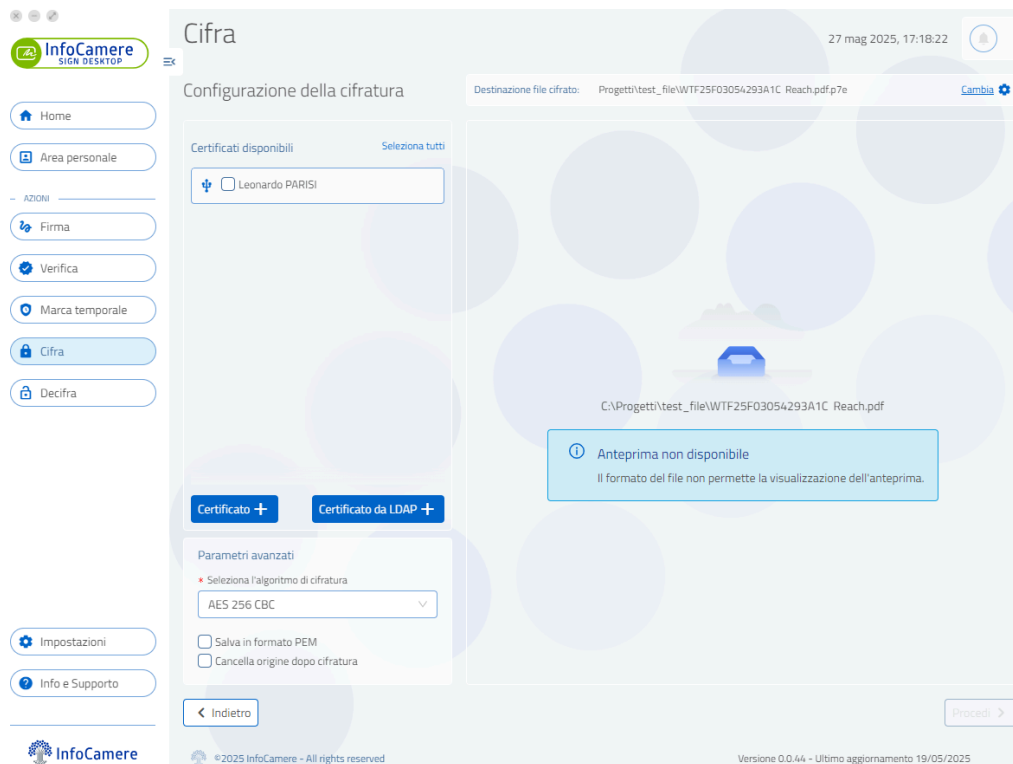 InfoCamere
SIGN DESKTOP
Home
Area personale
AZIONI
Firma
Verifica
Marca temporale
Cifra
Decifra
Impostazioni
Info e Supporto
InfoCamere
Cifra
27 mag 2025, 17:18:22
Configurazione della cifratura
Destinazione file cifrato: Progetti\test_file\WTF25F03054293A1C Reach.pdf.p7e Cambia
Certificati disponibili Seleziona tutti
Leonardo PARISI
Certificato + Certificato da LDAP +
Parametri avanzati
* Seleziona l'algoritmo di cifratura
AES 256 CBC
Salva in formato PEM
Cancella origine dopo cifratura
C:\Progetti\test_file\WTF25F03054293A1C Reach.pdf
Anteprima non disponibile
Il formato del file non permette la visualizzazione dell'anteprima.
Indietro
Procedi
©2025 InfoCamere - All rights reserved
Versione 0.0.44 - Ultimo aggiornamento 19/05/2025